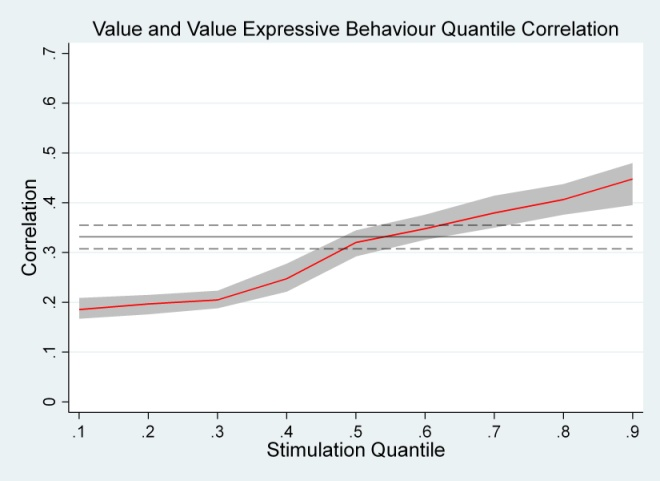 Value and Value Expressive Behaviour Quantile Correlation
.7
.6
.5
.4
.3
.2
.1
0
Correlation
.1 .2 .3 .4 .5 .6 .7 .8 .9
Stimulation Quantile